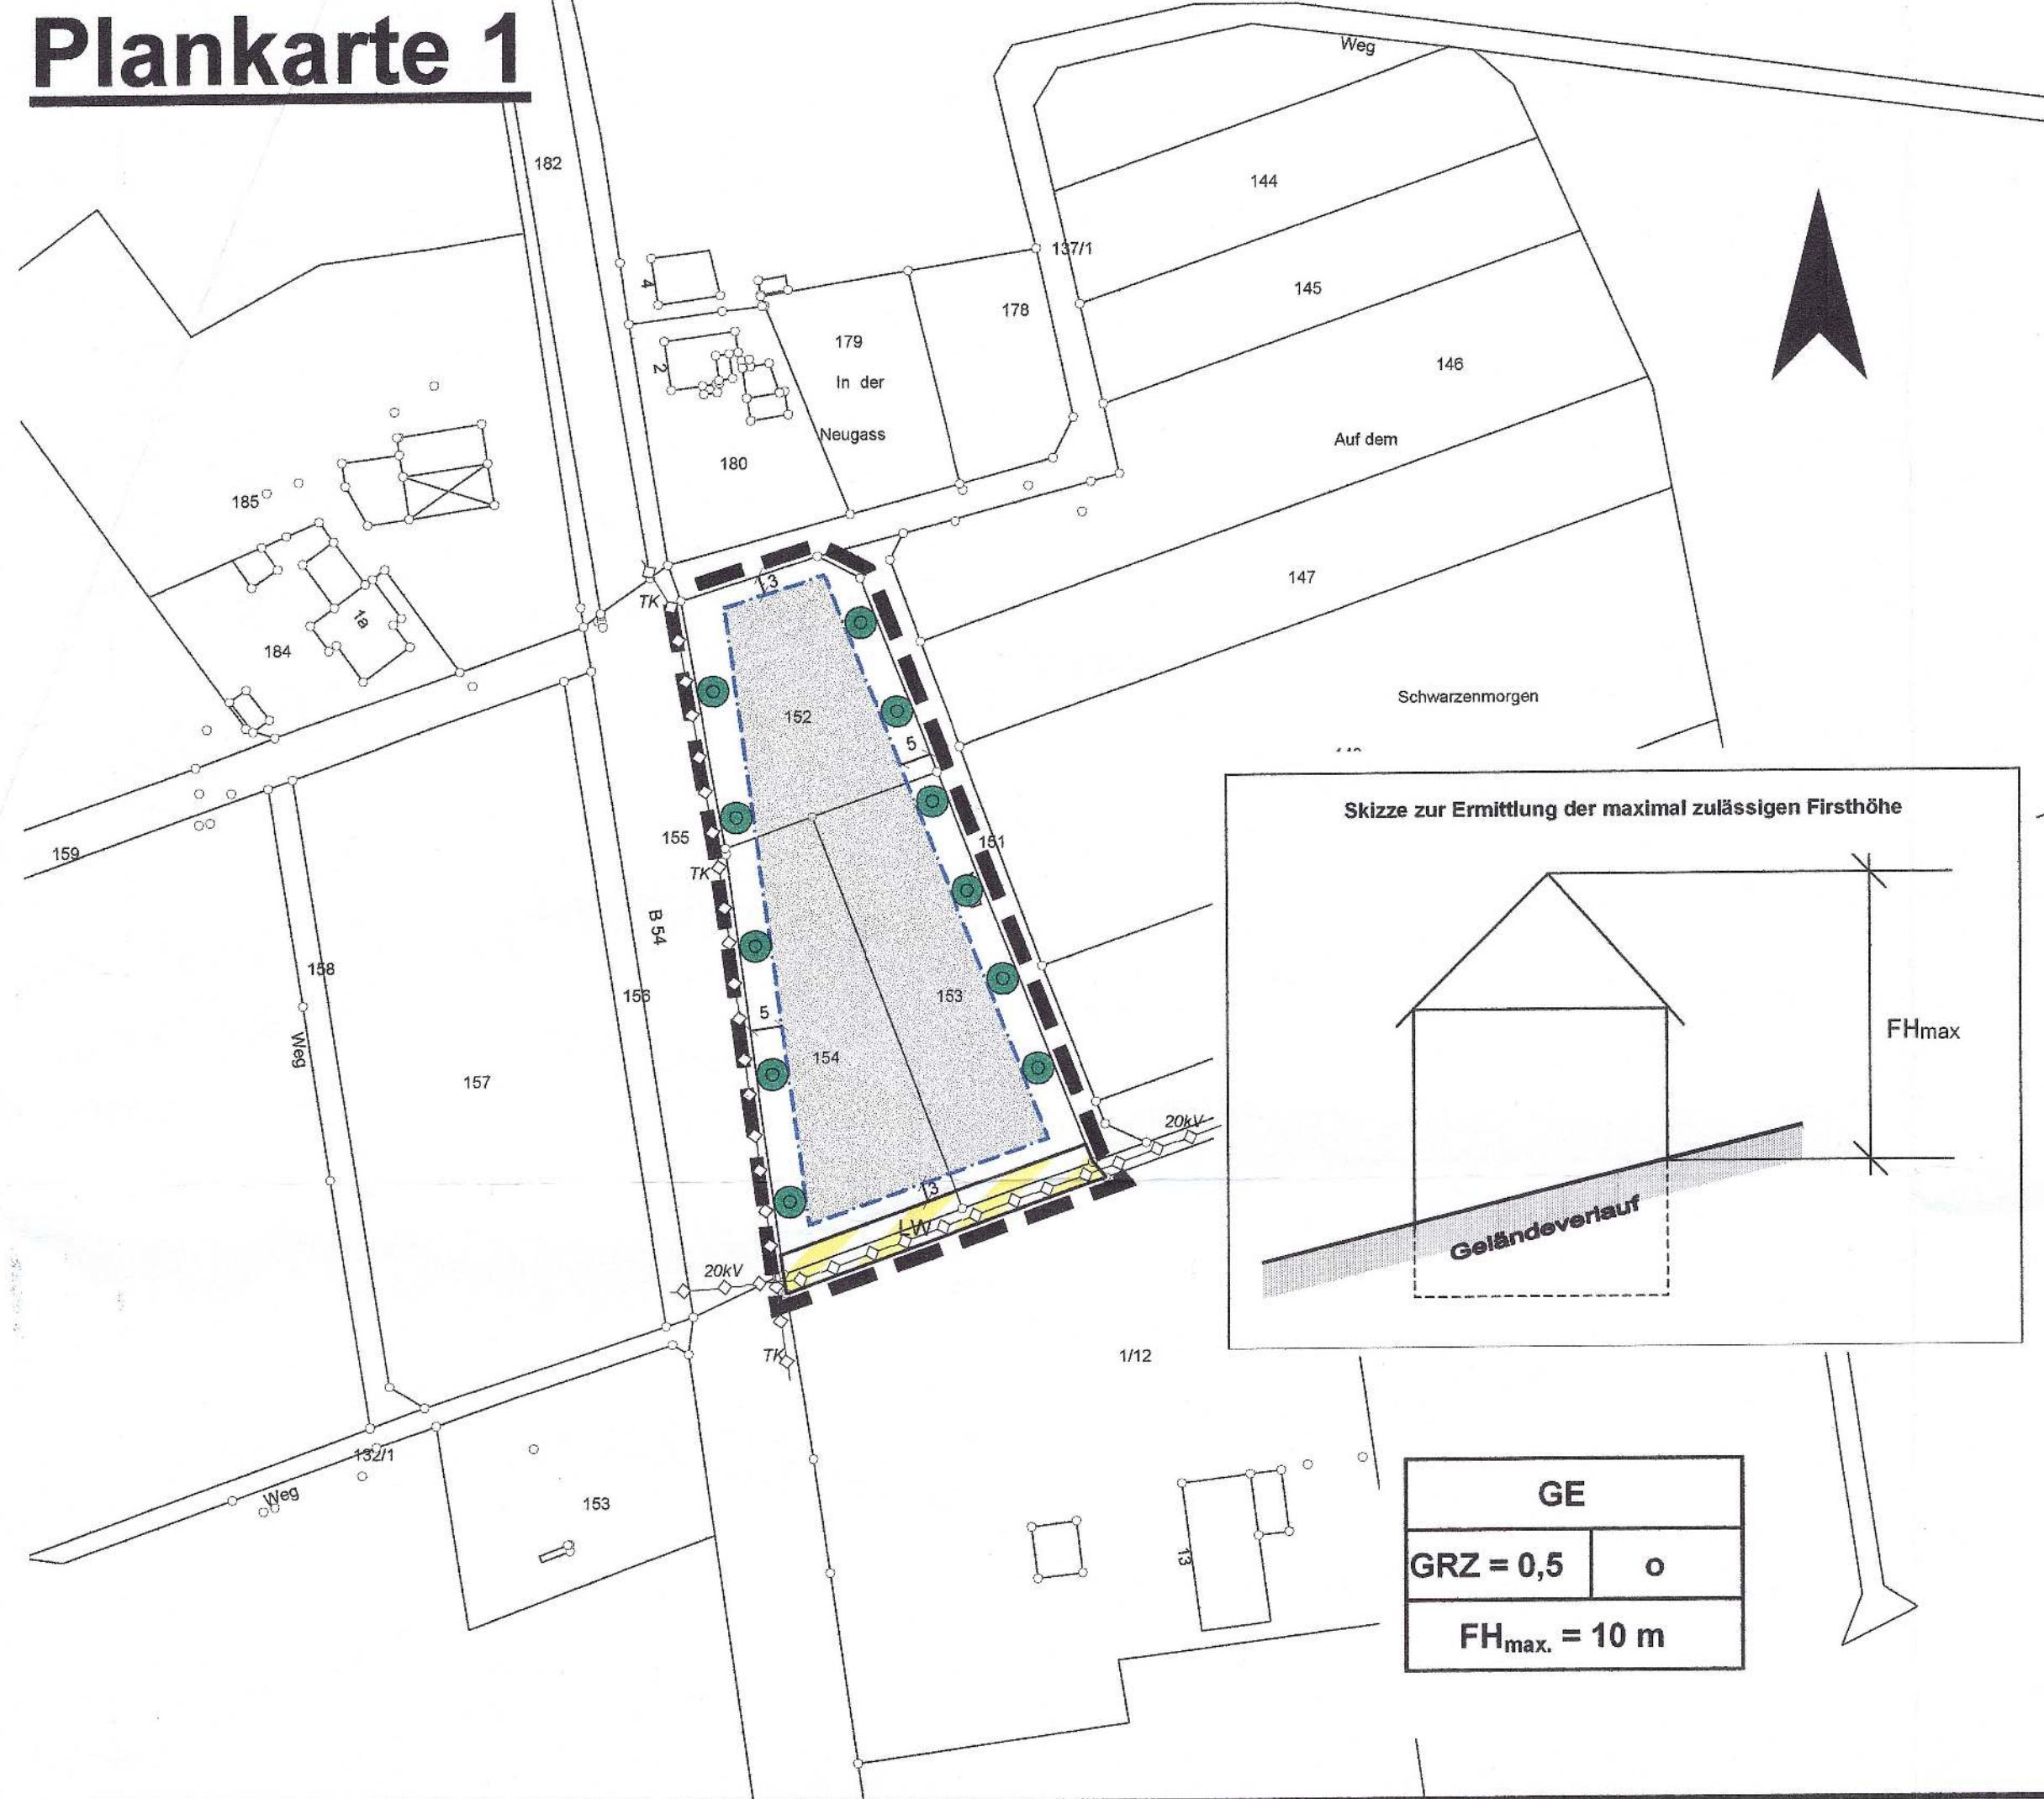 Plankarte 1
Weg
182
144
137/1
4
145
178
179
2
146
In der
Neugass
Auf dem
180
185
147
3
TK
1a
184
Schwarzenmorgen
152
5
Skizze zur Ermittlung der maximal zulässigen Firsthöhe
155
151
159
TK
B 54
158
156
153
5
FHmax
Weg
154
157
20kV
3
LW
Geländeverlauf
20kV
TK
1/12
132/1
Weg
153
13
GE
GRZ = 0,5
o
FHmax. = 10 m